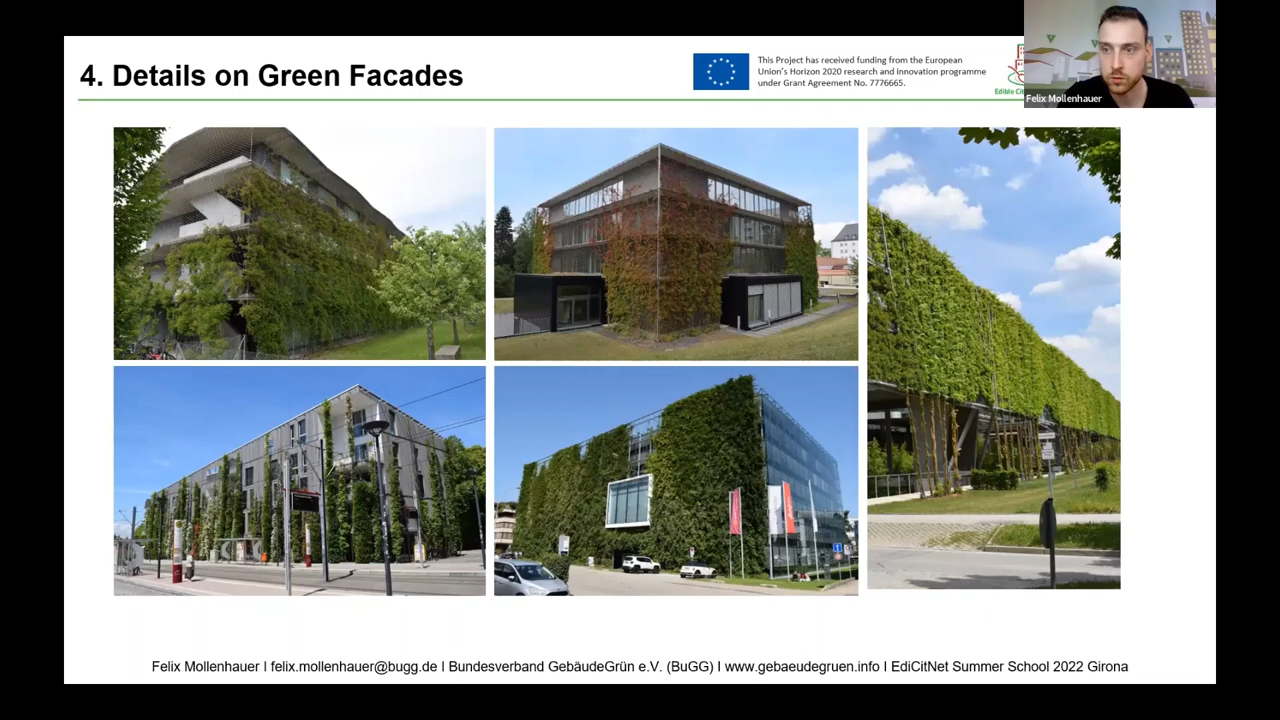 4. Details on Green Facades
This Project has received funding from the European
Union's Horizon 2020 research and innovation programme
under Grant Agreement No. 7776665.
Edible Ci
Felix Mollenhauer
Felix Mollenhauer I felix.mollenhauer@bugg.de I Bundesverband GebäudeGrün e.V. (BuGG) I www.gebaeudegruen.info I EdiCitNet Summer School 2022 Girona